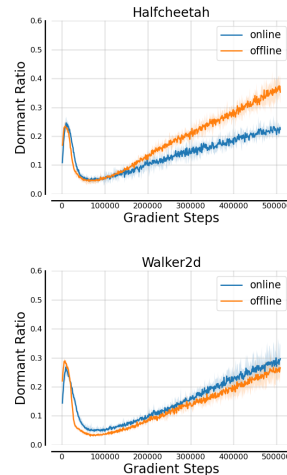 Halfcheetah
0.6
0.5
0.4
0.3
0.2
0.1
0.0
Dormant Ratio
online
offline
0 100000 200000 300000 400000 500000
Gradient Steps
Walker2d
0.6
0.5
0.4
0.3
0.2
0.1
0.0
Dormant Ratio
online
offline
0 100000 200000 300000 400000 500000
Gradient Steps